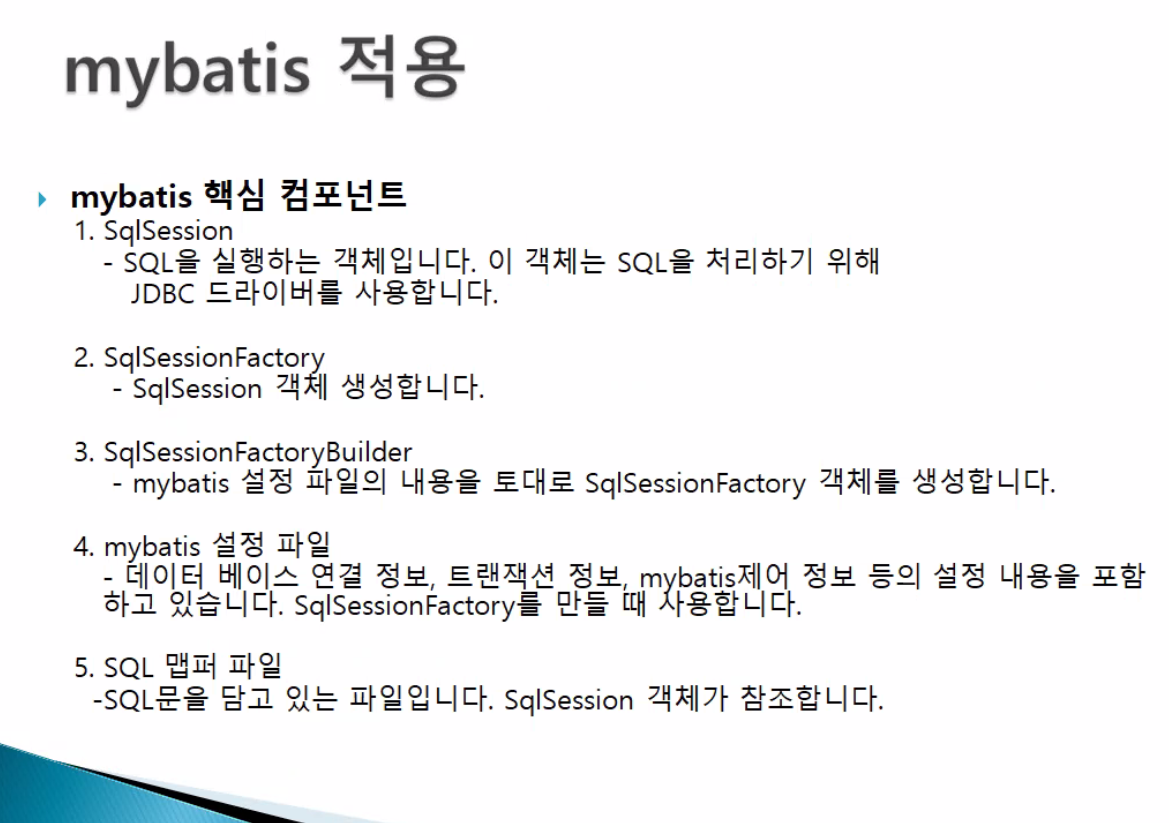 mybatis 적용
mybatis 핵심 컴포넌트
1. SqlSession
- SQL을 실행하는 객체입니다. 이 객체는 SQL을 처리하기 위해
JDBC 드라이버를 사용합니다.
2. SqlSessionFactory
- SqlSession 객체 생성합니다.
3. SqlSessionFactoryBuilder
- mybatis 설정 파일의 내용을 토대로 SqlSessionFactory 객체를 생성합니다.
4. mybatis 설정 파일
- 데이터 베이스 연결 정보, 트랜잭션 정보, mybatis제어 정보 등의 설정 내용을 포함
하고 있습니다. SqlSessionFactory를 만들 때 사용합니다.
5. SQL 맵퍼 파일
-SQL문을 담고 있는 파일입니다. SqlSession 객체가 참조합니다.